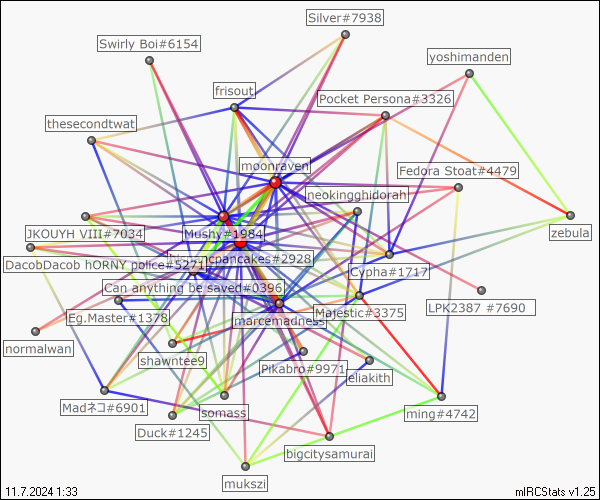 Silver#7938
Swirly Boi#6154
yoshimanden
frisout
Pocket Persona#3326
thesecondtwat
moonraven
Fedora Stoat#4479
neokingghidorah
JKOUYH VIII#7034
Mushy#1984
zebula
pancakes#2928
DacobDacob hORNY police#5271
Cypha#1717
Can anything be saved#0396
LPK2387 #7690
Eg.Master#1378
marcemadness
Majestic#3375
normalwan
shawntee9
Pikabro#9971
eliakith
Madネコ#6901
somass
ming#4742
Duck#1245
bigcitysamurai
mukszi
11.7.2024 1:33
mIRCStats v1.25